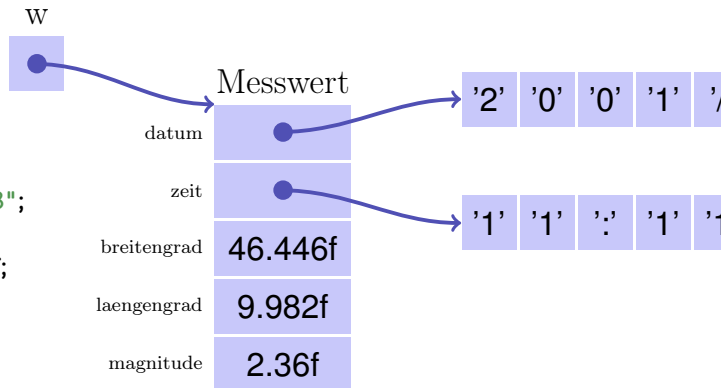 w
Messwert
datum
'2' '0' '0' '1'
zeit
";
'1' '1' ':' '1'
breitengrad 46.446f
;
laengengrad 9.982f
magnitude 2.36f